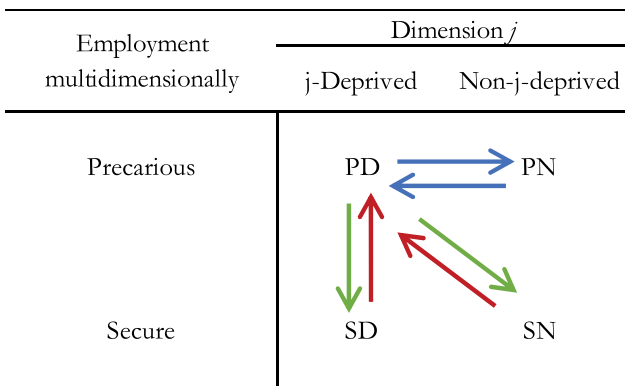 Employment
multidimensionally
Dimension j
j-Deprived Non-j-deprived
Precarious PD PN
Secure SD SN